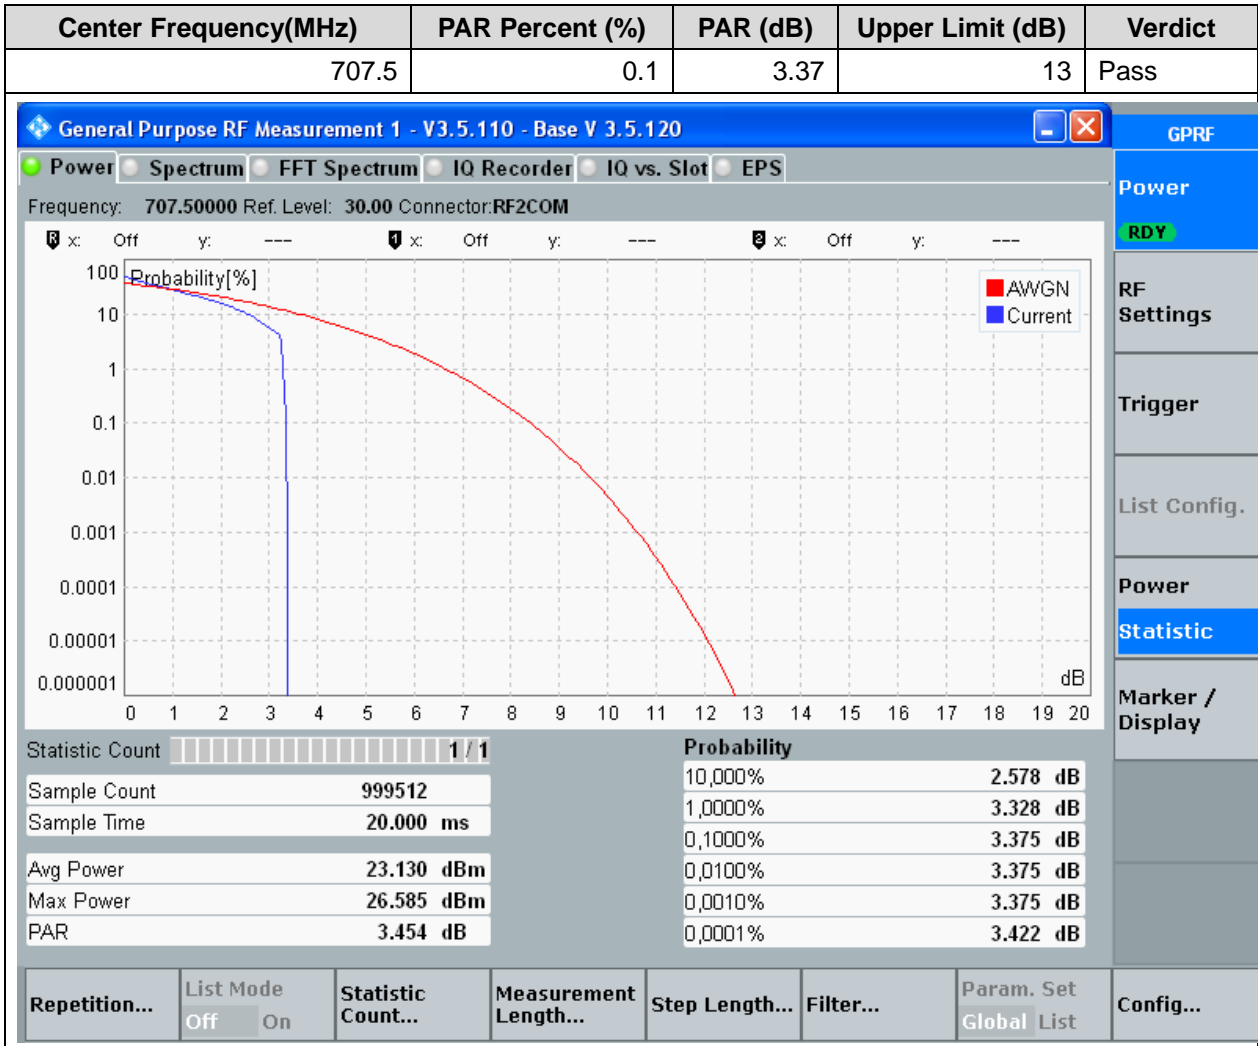 Center Frequency(MHz) PAR Percent (%) PAR (dB) Upper Limit (dB) Verdict
707.5 0.1 3.37 13 Pass
General Purpose RF Measurement 1 - V3.5.110 - Base V 3.5.120
GPRF
Power Spectrum FFT Spectrum IQ Recorder IQ vs. Slot EPS
Frequency: 707.50000 Ref. Level: 30.00 Connector:RF2COM
Power
RDY
R x: Off y: --- 1 x: Off y: --- 2 x: Off y: ---
Probability[%]
100
10
1
0.1
0.01
0.001
0.0001
0.00001
0.000001
AWGN
Current
dB
0 1 2 3 4 5 6 7 8 9 10 11 12 13 14 15 16 17 18 19 20
RF
Settings
Trigger
List Config.
Power
Statistic
Marker /
Display
Statistic Count 1 / 1
Sample Count 999512
Sample Time 20.000 ms
Avg Power 23.130 dBm
Max Power 26.585 dBm
PAR 3.454 dB
Probability
10,000% 2.578 dB
1,0000% 3.328 dB
0,1000% 3.375 dB
0,0100% 3.375 dB
0,0010% 3.375 dB
0,0001% 3.422 dB
Repetition...
List Mode
Off On
Statistic
Count...
Measurement
Length...
Step Length...
Filter...
Param. Set
Global List
Config...